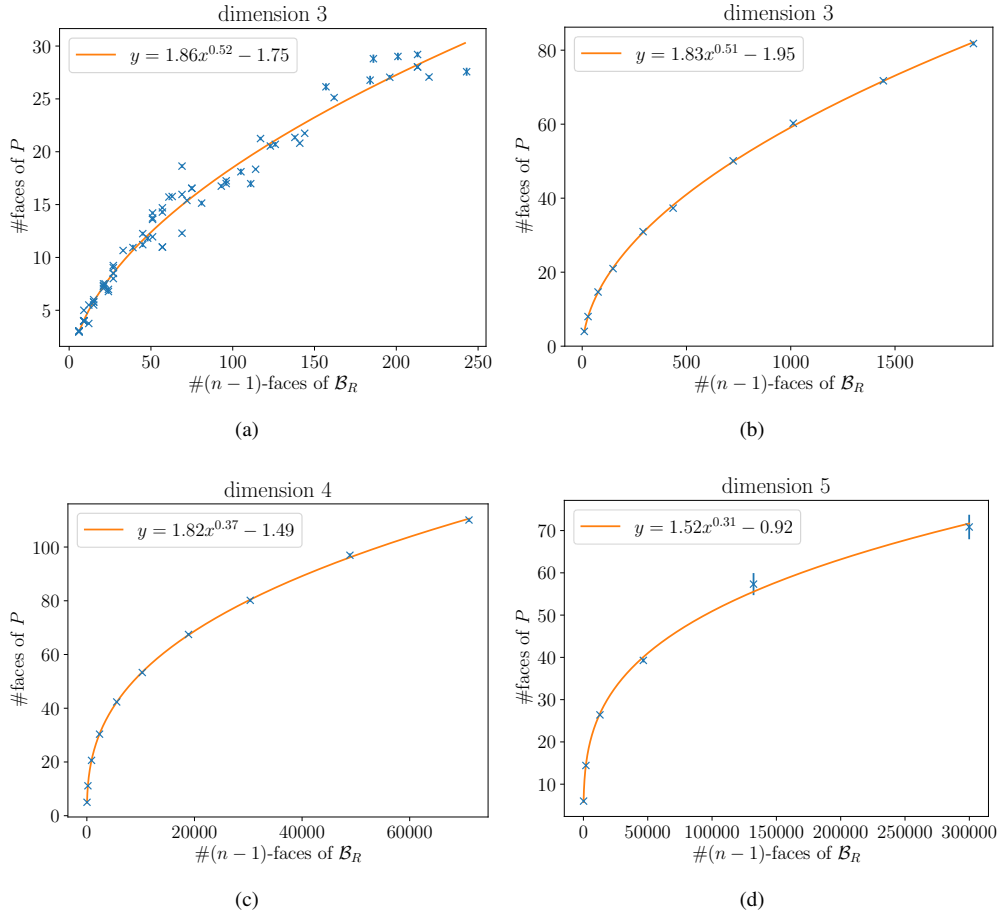 dimension 3
y = 1.86x^0.52 − 1.75
30
25
20
15
10
5
#faces of P
0 50 100 150 200 250
#(n − 1)-faces of ℬ_R
(a)
dimension 3
y = 1.83x^0.51 − 1.95
80
60
40
20
0
#faces of P
0 500 1000 1500
#(n − 1)-faces of ℬ_R
(b)
dimension 4
y = 1.82x^0.37 − 1.49
100
80
60
40
20
0
#faces of P
0 20000 40000 60000
#(n − 1)-faces of ℬ_R
(c)
dimension 5
y = 1.52x^0.31 − 0.92
70
60
50
40
30
20
10
#faces of P
0 50000 100000 150000 200000 250000 300000
#(n − 1)-faces of ℬ_R
(d)